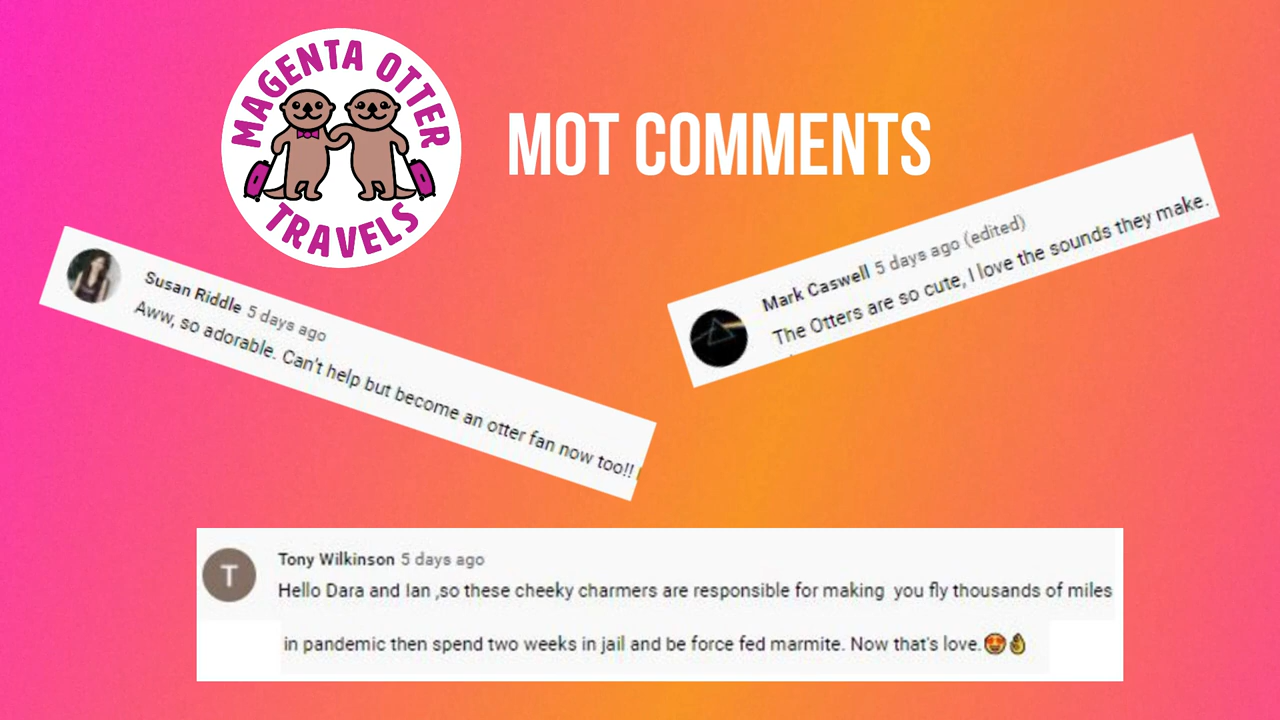 MAGENTA OTTER
TRAVELS
MOT COMMENTS
Susan Riddle 5 days ago
Aww, so adorable. Can't help but become an otter fan now too!!
Mark Caswell 5 days ago (edited)
The Otters are so cute, I love the sounds they make.
T
Tony Wilkinson 5 days ago
Hello Dara and Ian ,so these cheeky charmers are responsible for making you fly thousands of miles
in pandemic then spend two weeks in jail and be force fed marmite. Now that's love.🤩👌